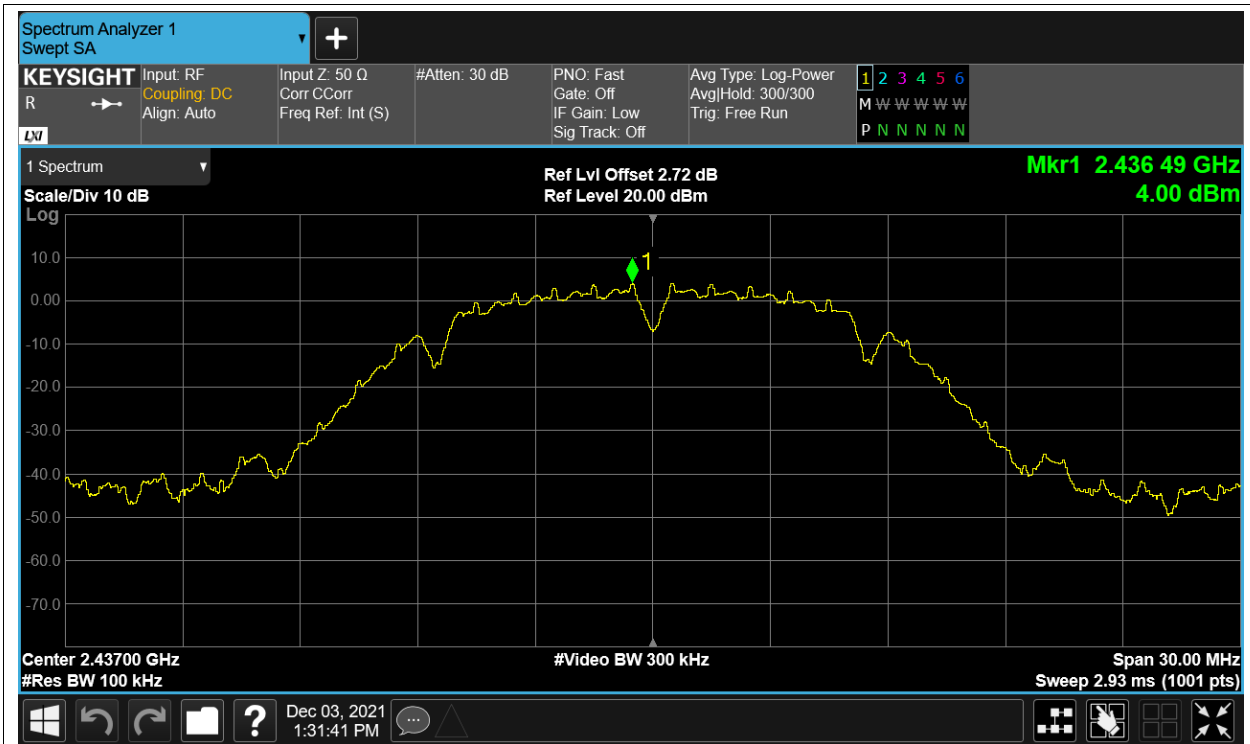 Spectrum Analyzer 1
Swept SA
KEYSIGHT
R
LXI
Input: RF
Coupling: DC
Align: Auto
Input Z: 50 Ω
Corr CCorr
Freq Ref: Int (S)
#Atten: 30 dB
PNO: Fast
Gate: Off
IF Gain: Low
Sig Track: Off
Avg Type: Log-Power
Avg|Hold: 300/300
Trig: Free Run
1 2 3 4 5 6
M W W W W W W
P N N N N N N
1 Spectrum
Scale/Div 10 dB
Log
Ref Lvl Offset 2.72 dB
Ref Level 20.00 dBm
Mkr1 2.436 49 GHz
4.00 dBm
1
10.0
0.00
-10.0
-20.0
-30.0
-40.0
-50.0
-60.0
-70.0
Center 2.43700 GHz
#Video BW 300 kHz
Span 30.00 MHz
#Res BW 100 kHz
Sweep 2.93 ms (1001 pts)
?
Dec 03, 2021
1:31:41 PM